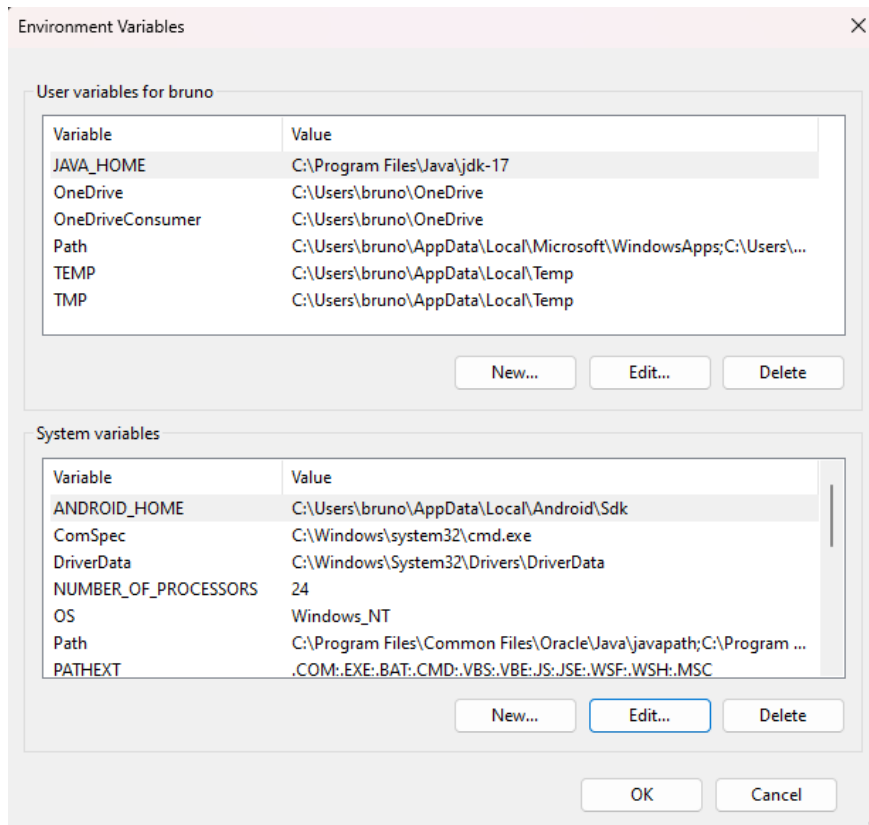 Environment Variables
User variables for bruno
Variable Value
JAVA_HOME C:\Program Files\Java\jdk-17
OneDrive C:\Users\bruno\OneDrive
OneDriveConsumer C:\Users\bruno\OneDrive
Path C:\Users\bruno\AppData\Local\Microsoft\WindowsApps;C:\Users\...
TEMP C:\Users\bruno\AppData\Local\Temp
TMP C:\Users\bruno\AppData\Local\Temp
New... Edit... Delete
System variables
Variable Value
ANDROID_HOME C:\Users\bruno\AppData\Local\Android\Sdk
ComSpec C:\Windows\system32\cmd.exe
DriverData C:\Windows\System32\Drivers\DriverData
NUMBER_OF_PROCESSORS 24
OS Windows_NT
Path C:\Program Files\Common Files\Oracle\Java\javapath;C:\Program ...
PATHEXT .COM;.EXE;.BAT;.CMD;.VBS;.VBE;.JS;.JSE;.WSF;.WSH;.MSC
New... Edit... Delete
OK Cancel